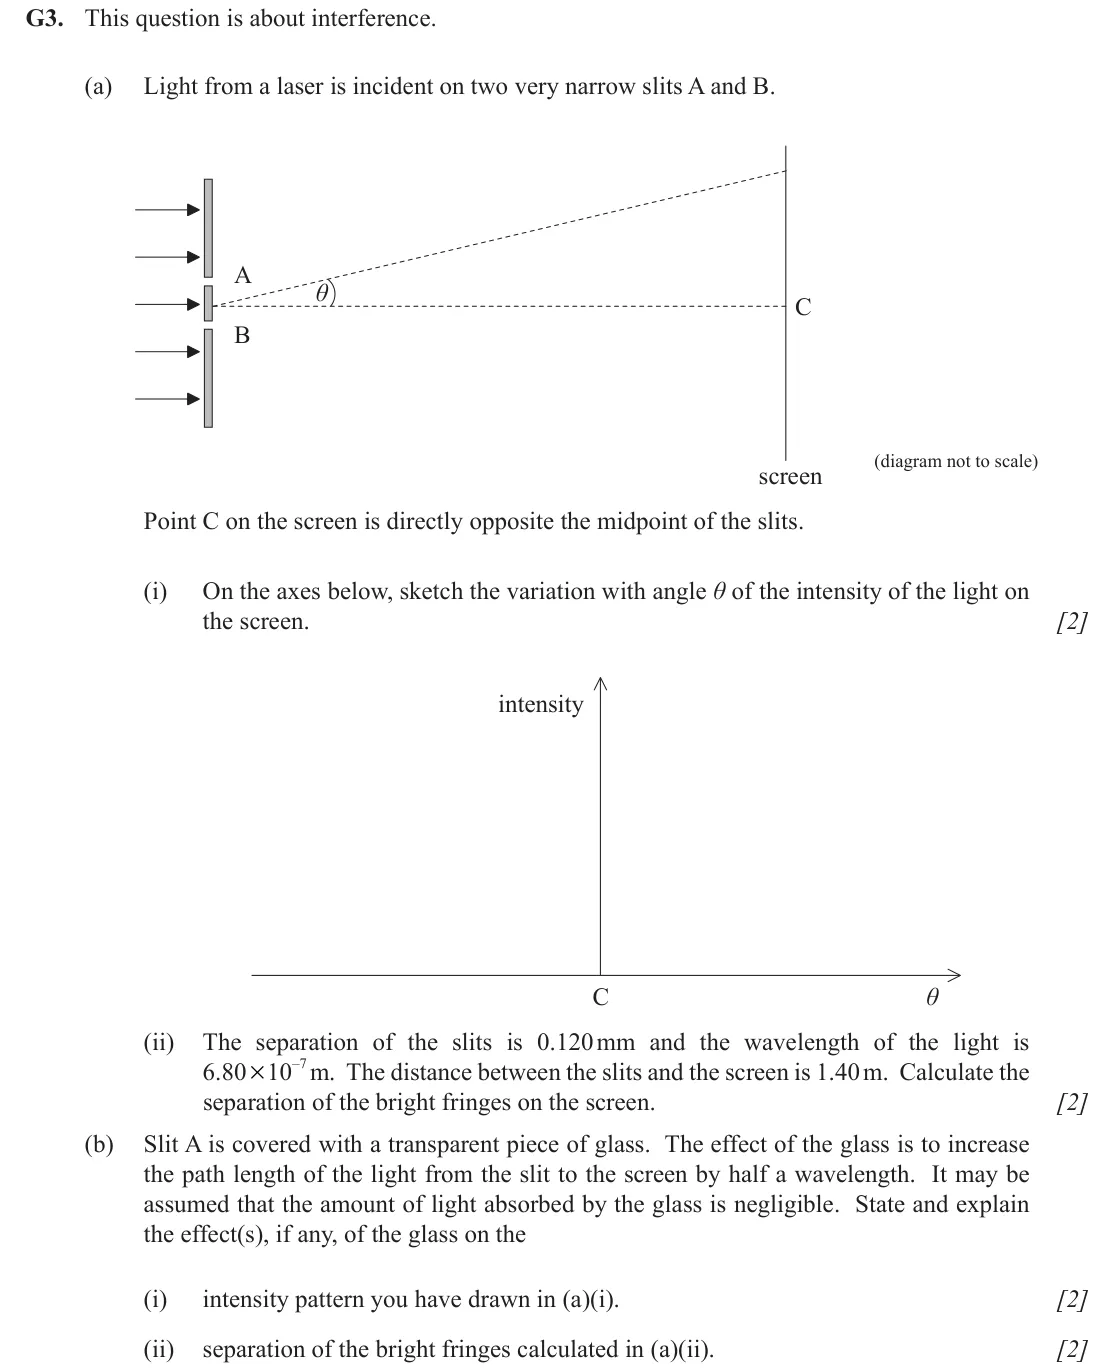 G3. This question is about interference.
(a) Light from a laser is incident on two very narrow slits A and B.
A
θ
C
B
(diagram not to scale)
screen
Point C on the screen is directly opposite the midpoint of the slits.
(i) On the axes below, sketch the variation with angle θ of the intensity of the light on
the screen. [2]
intensity
C
θ
(ii) The separation of the slits is 0.120 mm and the wavelength of the light is
6.80×10⁻⁷ m. The distance between the slits and the screen is 1.40 m. Calculate the
separation of the bright fringes on the screen. [2]
(b) Slit A is covered with a transparent piece of glass. The effect of the glass is to increase
the path length of the light from the slit to the screen by half a wavelength. It may be
assumed that the amount of light absorbed by the glass is negligible. State and explain
the effect(s), if any, of the glass on the
(i) intensity pattern you have drawn in (a)(i). [2]
(ii) separation of the bright fringes calculated in (a)(ii). [2]